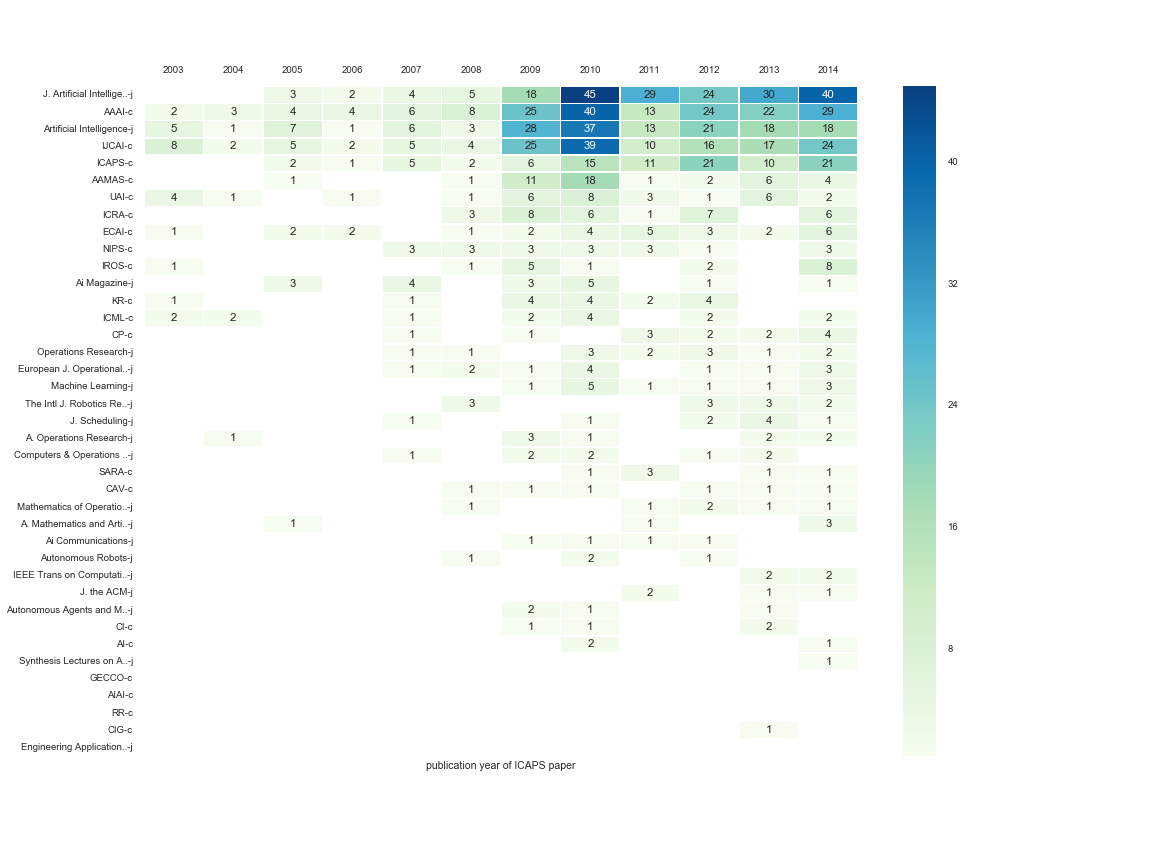 2003 2004 2005 2006 2007 2008 2009 2010 2011 2012 2013 2014
J. Artificial Intellige..-j 3 2 4 5 18 45 29 24 30 40
AAAI-c 2 3 4 4 6 8 25 40 13 24 22 29
Artificial Intelligence-j 5 1 7 1 6 3 28 37 13 21 18 18
IJCAI-c 8 2 5 2 5 4 25 39 10 16 17 24
40
ICAPS-c 2 1 5 2 6 15 11 21 10 21
AAMAS-c 1 1 11 18 1 2 6 4
UAI-c 4 1 1 1 6 8 3 1 6 2
ICRA-c 3 8 6 1 7 6
ECAI-c 1 2 2 1 2 4 5 3 2 6
NIPS-c 3 3 3 3 3 1 3
IROS-c 1 1 5 1 2 8
Ai Magazine-j 3 4 3 5 1 1
32
KR-c 1 1 4 4 2 4
ICML-c 2 2 1 2 4 2 2
CP-c 1 1 3 2 2 4
Operations Research-j 1 1 3 2 3 1 2
European J. Operational..-j 1 2 1 4 1 1 3
Machine Learning-j 1 5 1 1 1 3
The Intl J. Robotics Re..-j 3 3 3 2
24
J. Scheduling-j 1 1 2 4 1
A. Operations Research-j 1 3 1 2 2
Computers & Operations ..-j 1 2 2 1 2
SARA-c 1 3 1 1
CAV-c 1 1 1 1 1 1
Mathematics of Operatio..-j 1 1 2 1 1
A. Mathematics and Arti..-j 1 1 3
16
Ai Communications-j 1 1 1 1
Autonomous Robots-j 1 2 1
IEEE Trans on Computati..-j 2 2
J. the ACM-j 2 1 1
Autonomous Agents and M..-j 2 1 1
CI-c 1 1 2
AI-c 2 1
8
Synthesis Lectures on A..-j 1
GECCO-c
AIAI-c
RR-c
CIG-c 1
Engineering Application..-j
publication year of ICAPS paper